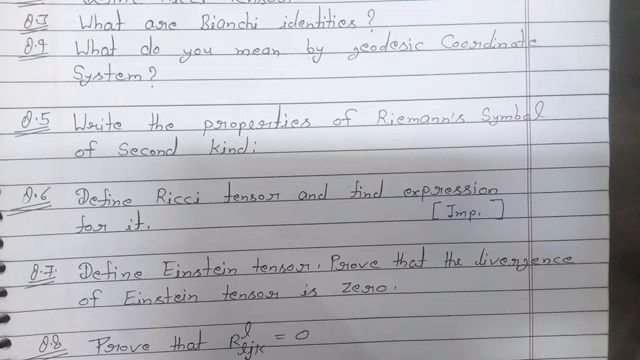 Q.3 What are Bianchi identities?
Q.4 What do you mean by geodesic Coordinate
System?
Q.5 Write the properties of Riemann's Symbol
of Second kind:
Q.6 Define Ricci tensor and find expression
for it. [Imp.]
Q.7. Define Einstein tensor. Prove that the divergence
of Einstein tensor is zero.
Q.8 Prove that R^l_{ljk} = 0